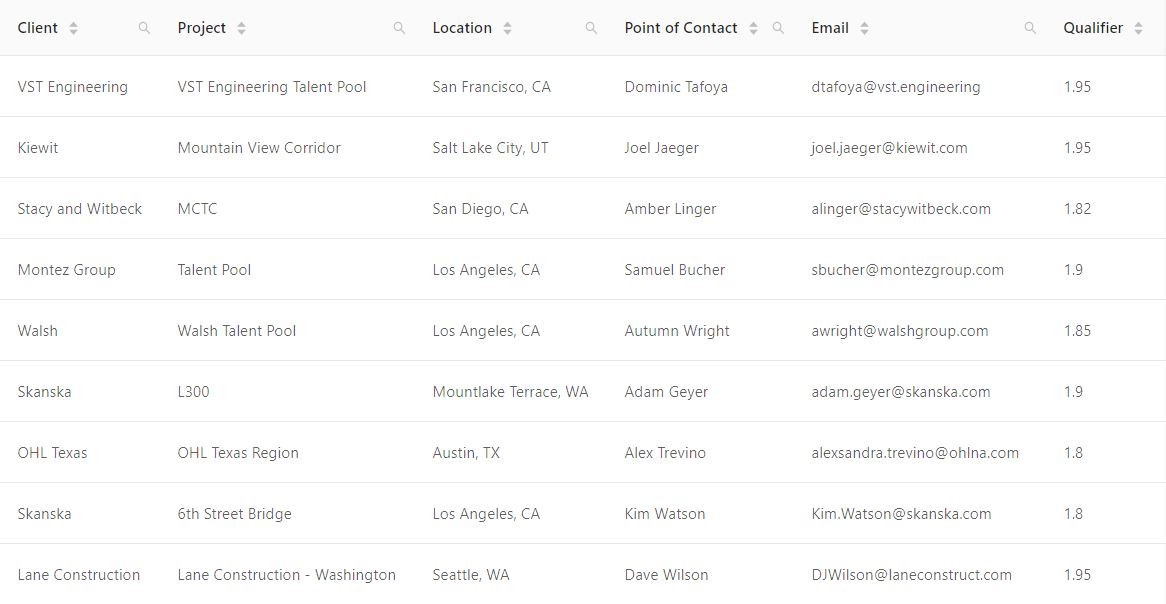 Client Project Location Point of Contact Email Qualifier
VST Engineering VST Engineering Talent Pool San Francisco, CA Dominic Tafoya dtafoya@vst.engineering 1.95
Kiewit Mountain View Corridor Salt Lake City, UT Joel Jaeger joel.jaeger@kiewit.com 1.95
Stacy and Witbeck MCTC San Diego, CA Amber Linger alinger@stacywitbeck.com 1.82
Montez Group Talent Pool Los Angeles, CA Samuel Bucher sbucher@montezgroup.com 1.9
Walsh Walsh Talent Pool Los Angeles, CA Autumn Wright awright@walshgroup.com 1.85
Skanska L300 Mountlake Terrace, WA Adam Geyer adam.geyer@skanska.com 1.9
OHL Texas OHL Texas Region Austin, TX Alex Trevino alexsandra.trevino@ohlna.com 1.8
Skanska 6th Street Bridge Los Angeles, CA Kim Watson Kim.Watson@skanska.com 1.8
Lane Construction Lane Construction - Washington Seattle, WA Dave Wilson DJWilson@laneconstruct.com 1.95